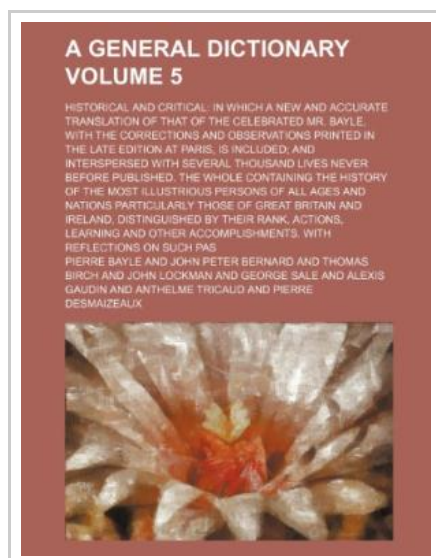 A GENERAL DICTIONARY
VOLUME 5
HISTORICAL AND CRITICAL: IN WHICH A NEW AND ACCURATE
TRANSLATION OF THAT OF THE CELEBRATED MR. BAYLE,
WITH THE CORRECTIONS AND OBSERVATIONS PRINTED IN
THE LATE EDITION AT PARIS, IS INCLUDED; AND
INTERSPERSED WITH SEVERAL THOUSAND LIVES NEVER
BEFORE PUBLISHED. THE WHOLE CONTAINING THE HISTORY
OF THE MOST ILLUSTRIOUS PERSONS OF ALL AGES AND
NATIONS PARTICULARLY THOSE OF GREAT BRITAIN AND
IRELAND, DISTINGUISHED BY THEIR RANK, ACTIONS,
LEARNING AND OTHER ACCOMPLISHMENTS. WITH
REFLECTIONS ON SUCH PAS
PIERRE BAYLE AND JOHN PETER BERNARD AND THOMAS
BIRCH AND JOHN LOCKMAN AND GEORGE SALE AND ALEXIS
GAUDIN AND ANTHELME TRICAUD AND PIERRE
DESMAIZEAUX